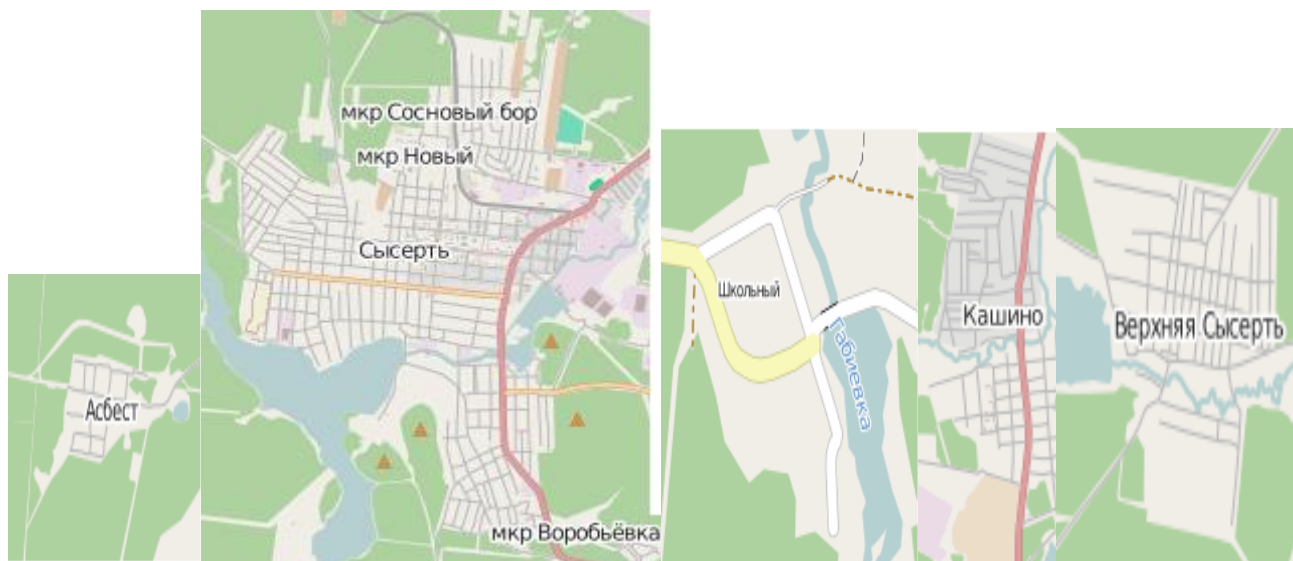 Асбест
мкр Сосновый бор
мкр Новый
Сысерть
мкр Воробьёвка
Школьный
Габиевка
Кашино
Верхняя Сысерть